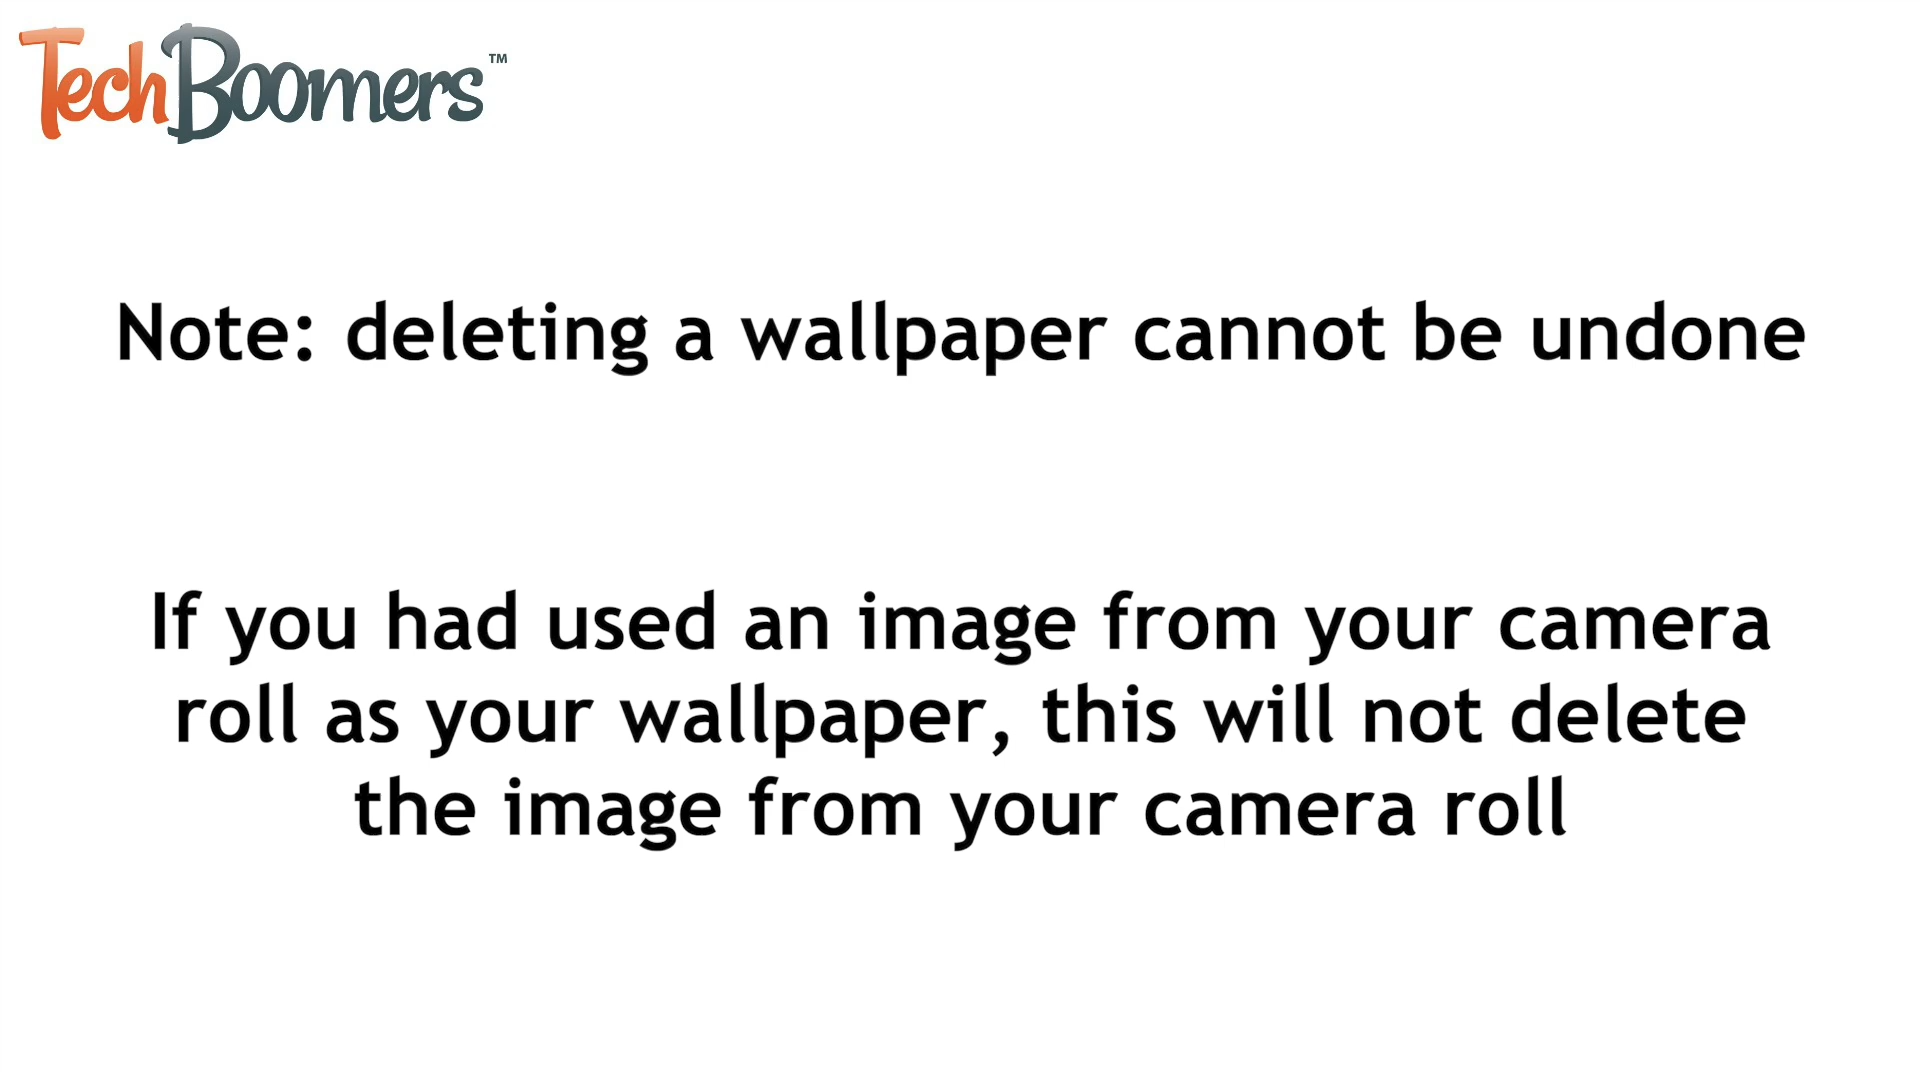 TechBoomers™
Note: deleting a wallpaper cannot be undone
If you had used an image from your camera
roll as your wallpaper, this will not delete
the image from your camera roll